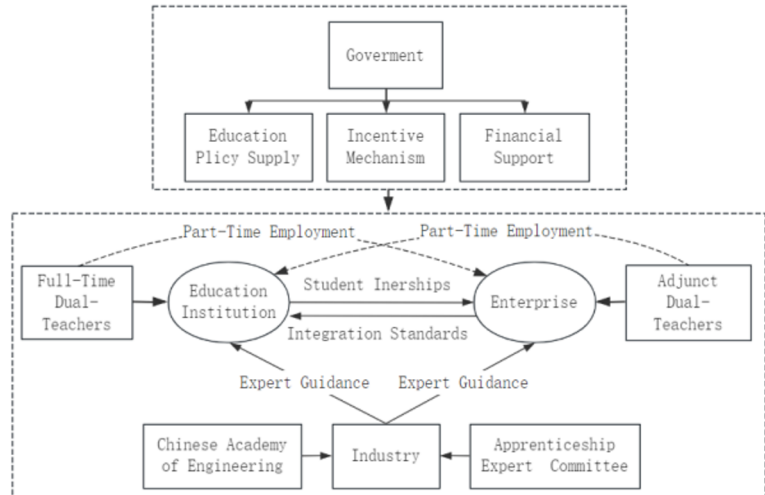 Goverment
Education
Plicy Supply
Incentive
Mechanism
Financial
Support
Part-Time Employment
Part-Time Employment
Full-Time
Dual-
Teachers
Education
Institution
Student Inerships
Integration Standards
Enterprise
Adjunct
Dual-
Teachers
Expert Guidance
Expert Guidance
Chinese Academy
of Engineering
Industry
Apprenticeship
Expert Committee